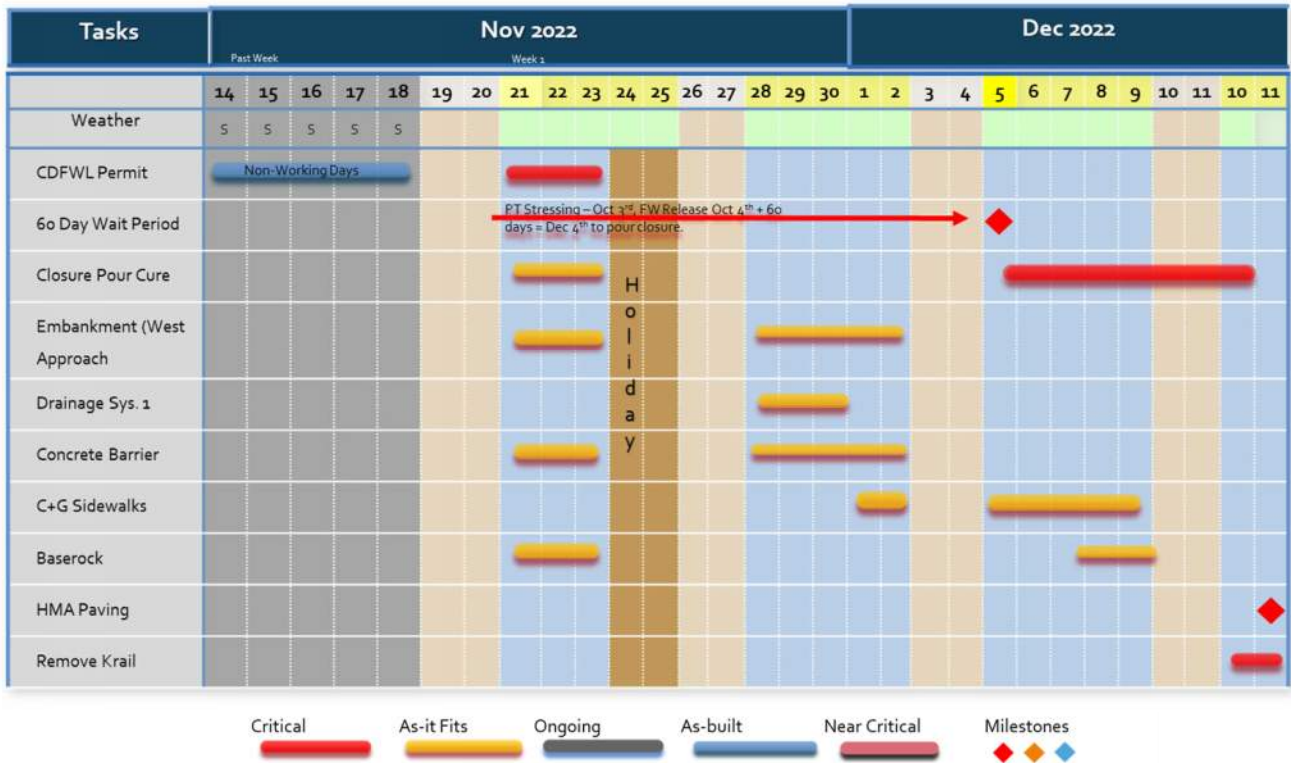 Tasks
Nov 2022
Dec 2022
Past Week
Week 1
14 15 16 17 18 19 20 21 22 23 24 25 26 27 28 29 30 1 2 3 4 5 6 7 8 9 10 11 10 11
Weather
S S S S S
CDFWL Permit
Non-Working Days
60 Day Wait Period
PT Stressing – Oct 3rd, FW Release Oct 4th + 60
days = Dec 4th to pour closure.
Closure Pour Cure
Holiday
Embankment (West
Approach
Drainage Sys. 1
Concrete Barrier
C+G Sidewalks
Baserock
HMA Paving
Remove Krail
Critical
As-it Fits
Ongoing
As-built
Near Critical
Milestones